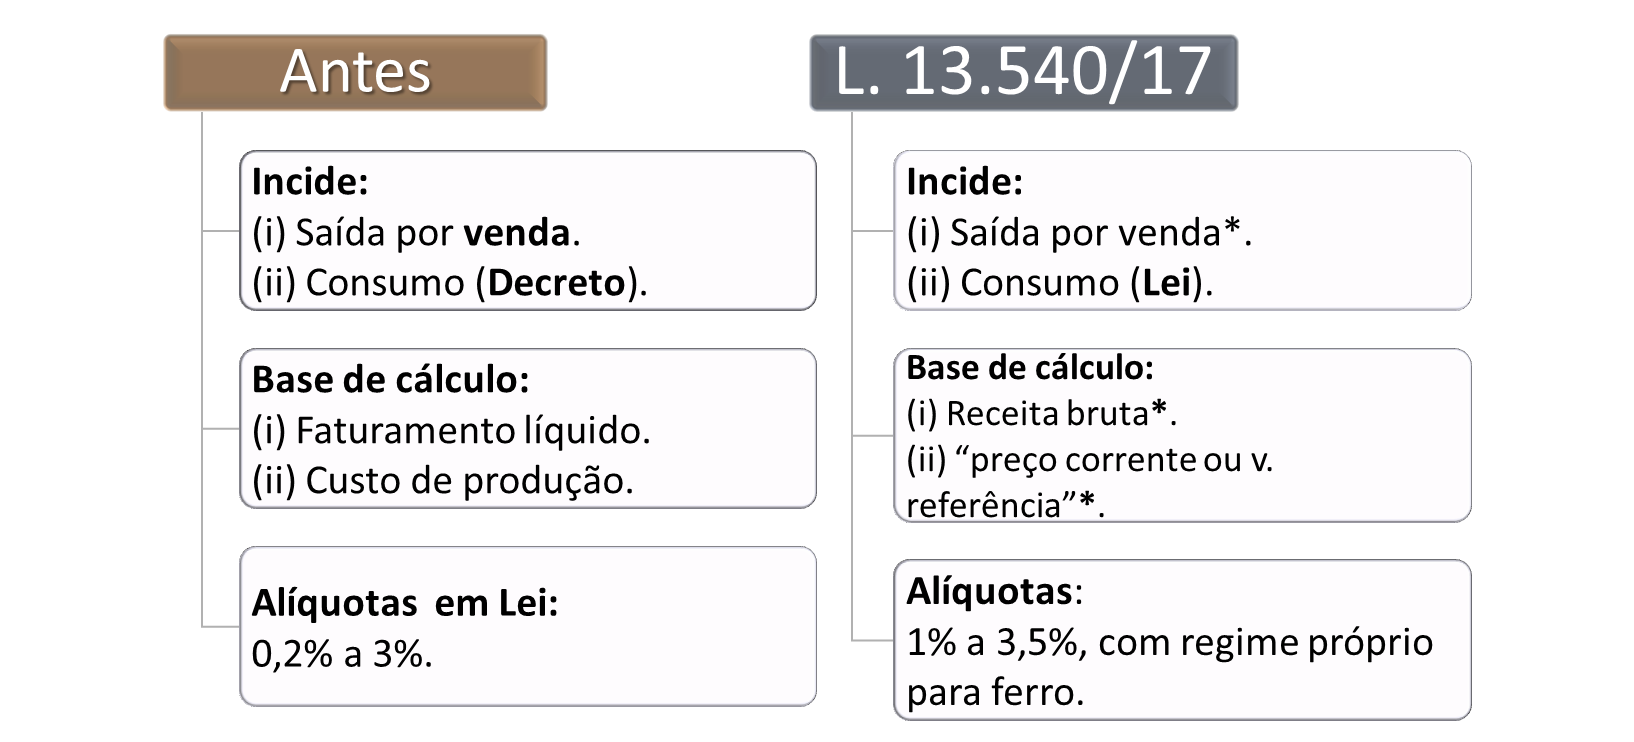 Antes
Incide:
(i) Saída por venda.
(ii) Consumo (Decreto).
Base de cálculo:
(i) Faturamento líquido.
(ii) Custo de produção.
Alíquotas em Lei:
0,2% a 3%.
L. 13.540/17
Incide:
(i) Saída por venda*.
(ii) Consumo (Lei).
Base de cálculo:
(i) Receita bruta*.
(ii) “preço corrente ou v.
referência”*.
Alíquotas:
1% a 3,5%, com regime próprio
para ferro.